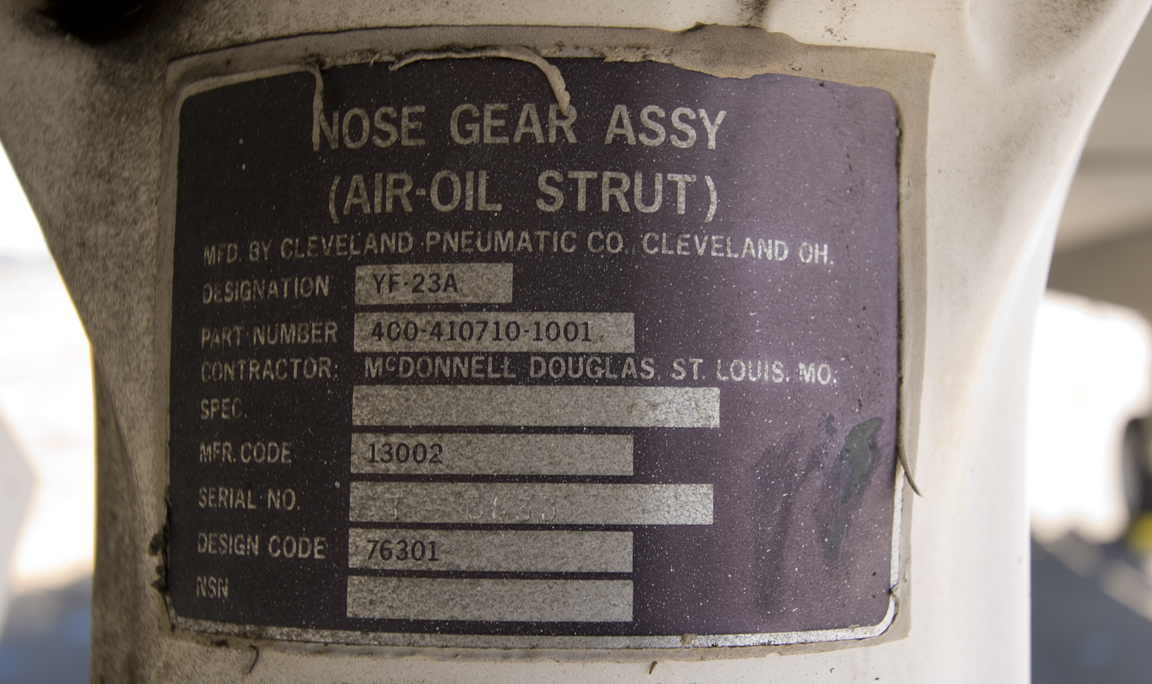 NOSE GEAR ASSY
(AIR-OIL STRUT)
MFD. BY CLEVELAND PNEUMATIC CO. CLEVELAND OH.
DESIGNATION YF-23A
PART NUMBER 400-410710-1001
CONTRACTOR: McDONNELL DOUGLAS, ST. LOUIS, MO.
SPEC.
MFR. CODE 13002
SERIAL NO.
DESIGN CODE 76301
NSN